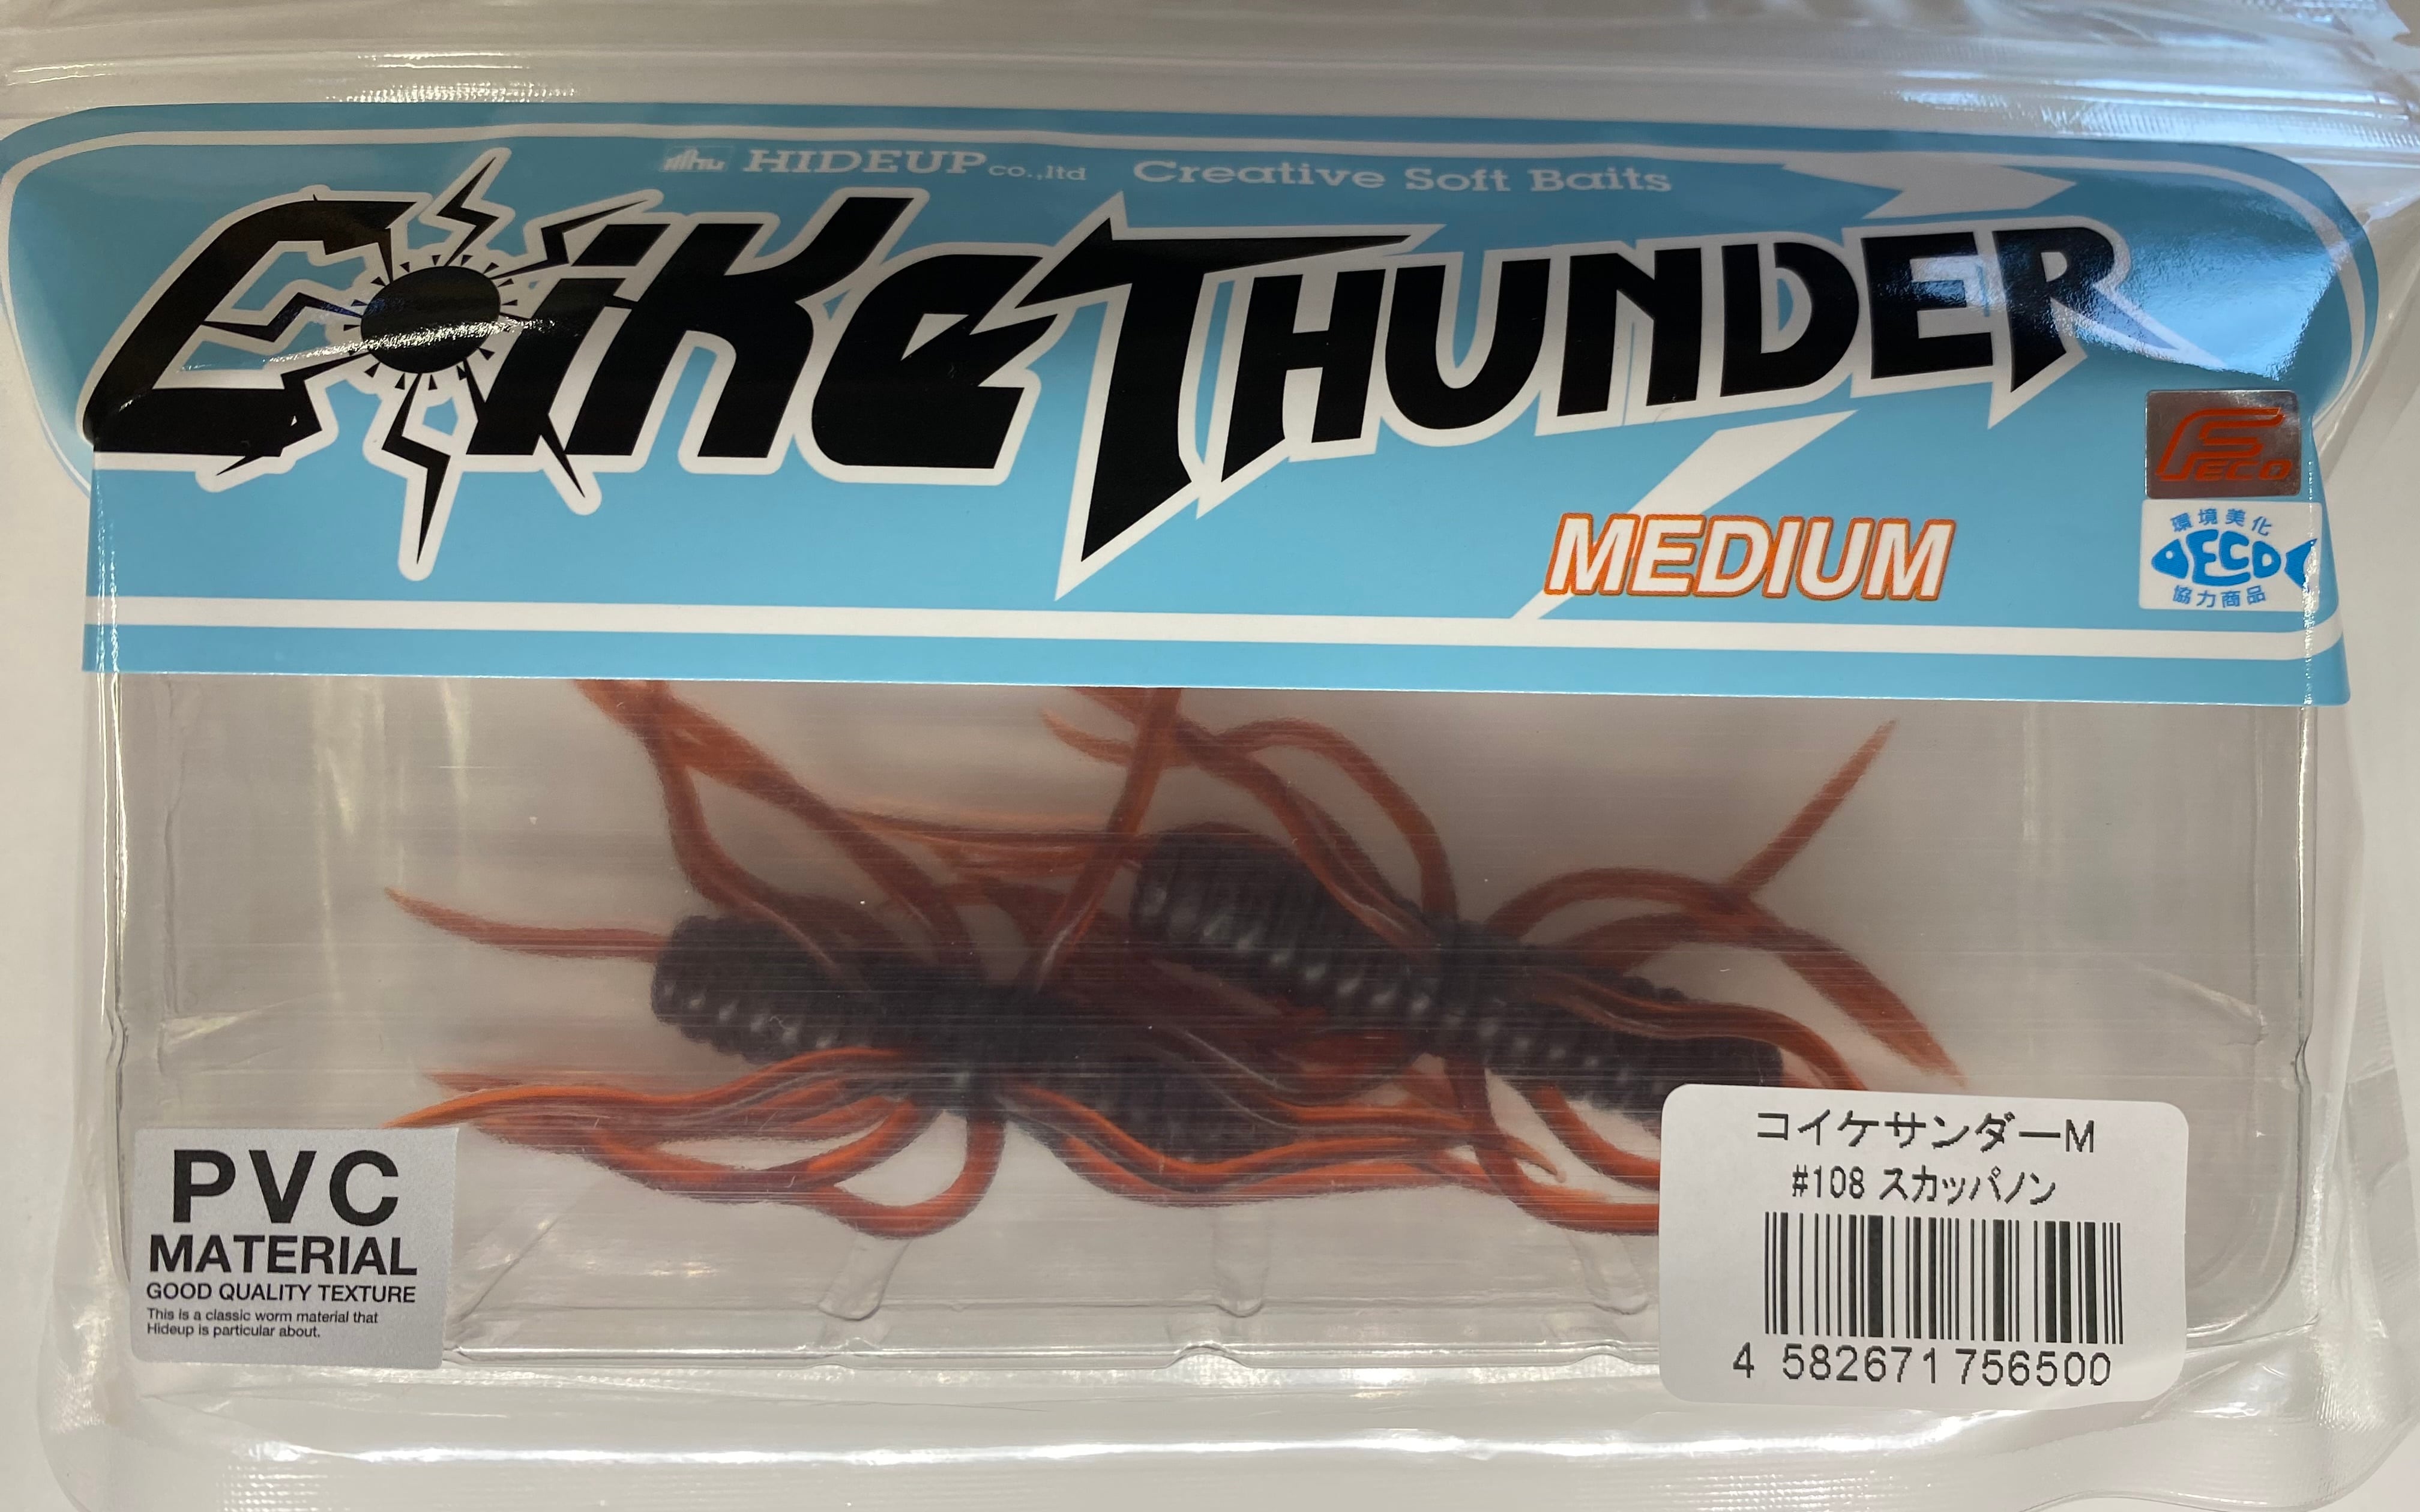 HIDEUP co.,ltd Creative Soft Baits
CoiKe THUNDER
MEDIUM
Feco
環境美化
ECO
協力商品
PVC
MATERIAL
GOOD QUALITY TEXTURE
This is a classic worm material that
Hideup is particular about.
コイケサンダーM
#108 スカッパノン
4 582671 756500